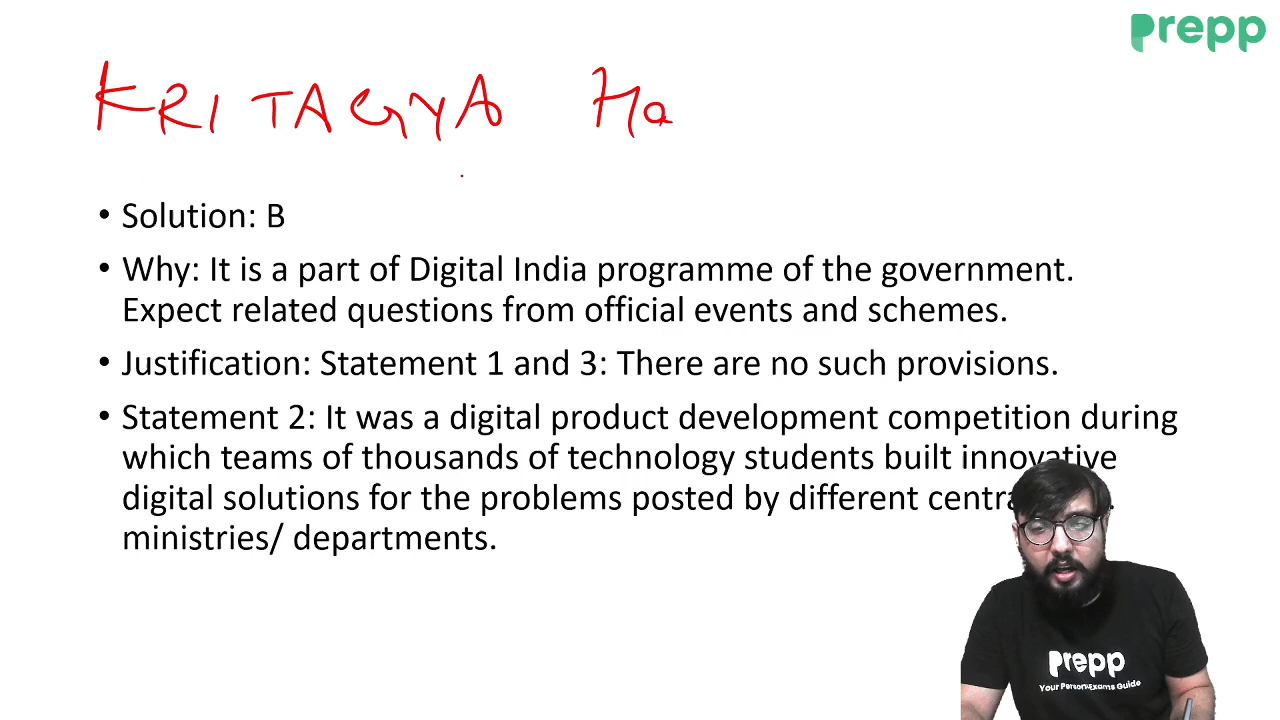 prepp
KRITAGYA Ha
• Solution: B
• Why: It is a part of Digital India programme of the government.
Expect related questions from official events and schemes.
• Justification: Statement 1 and 3: There are no such provisions.
• Statement 2: It was a digital product development competition during
which teams of thousands of technology students built innovative
digital solutions for the problems posted by different
ministries/ departments.
prepp
Your Personal Exams Guide